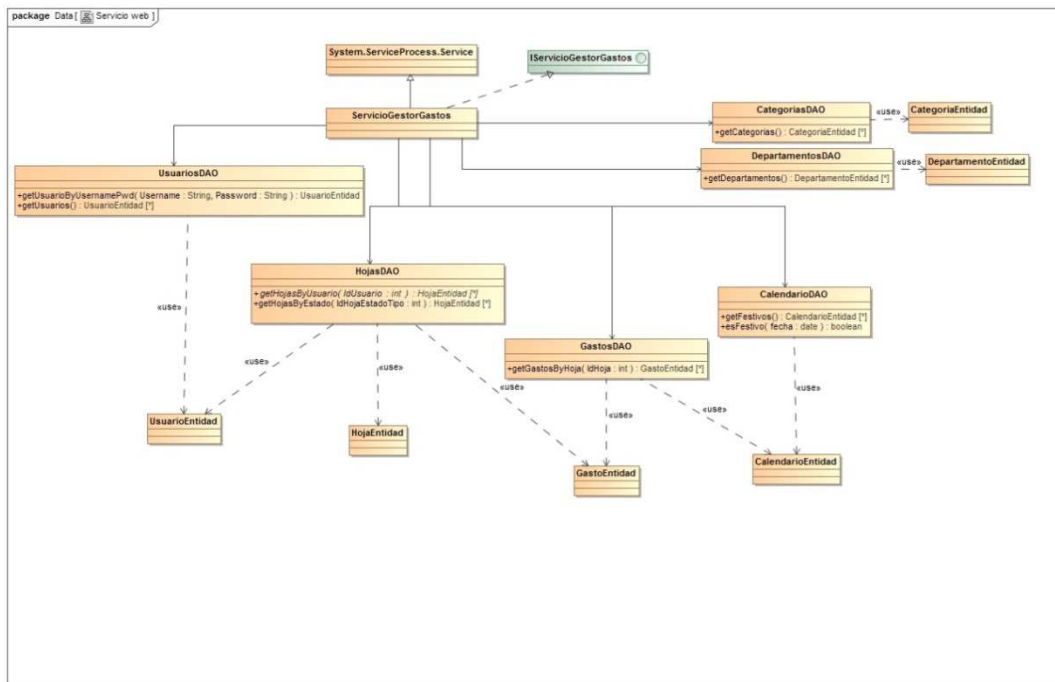 package Data [ Servicio web ]
System.ServiceProcess.Service
IServicioGestorGastos
ServicioGestorGastos
CategoriasDAO
+getCategorias() : CategoriaEntidad [*]
«use»
CategoriaEntidad
DepartamentosDAO
+getDepartamentos() : DepartamentoEntidad [*]
«use»
DepartamentoEntidad
UsuariosDAO
+getUsuarioByUsernamePwd( Username : String, Password : String ) : UsuarioEntidad
+getUsuarios() : UsuarioEntidad [*]
HojasDAO
+getHojasByUsuario( IdUsuario : int ) : HojaEntidad [*]
+getHojasByEstado( IdHojaEstadoTipo : int ) : HojaEntidad [*]
CalendarioDAO
+getFestivos() : CalendarioEntidad [*]
+esFestivo( fecha : date ) : boolean
GastosDAO
+getGastosByHoja( IdHoja : int ) : GastoEntidad [*]
«use»
«use»
«use»
«use»
«use»
«use»
«use»
UsuarioEntidad
HojaEntidad
GastoEntidad
CalendarioEntidad